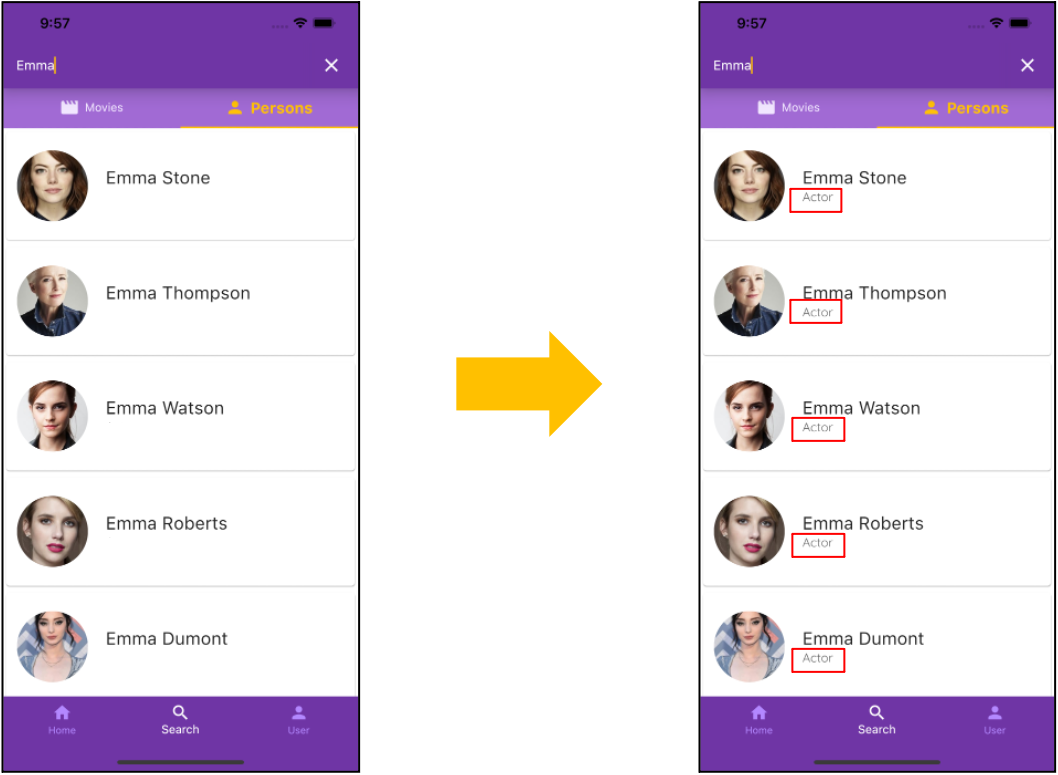 9:57
Emma
Movies
Persons
Emma Stone
Emma Thompson
Emma Watson
Emma Roberts
Emma Dumont
Home
Search
User
9:57
Emma
Movies
Persons
Emma Stone
Actor
Emma Thompson
Actor
Emma Watson
Actor
Emma Roberts
Actor
Emma Dumont
Actor
Home
Search
User